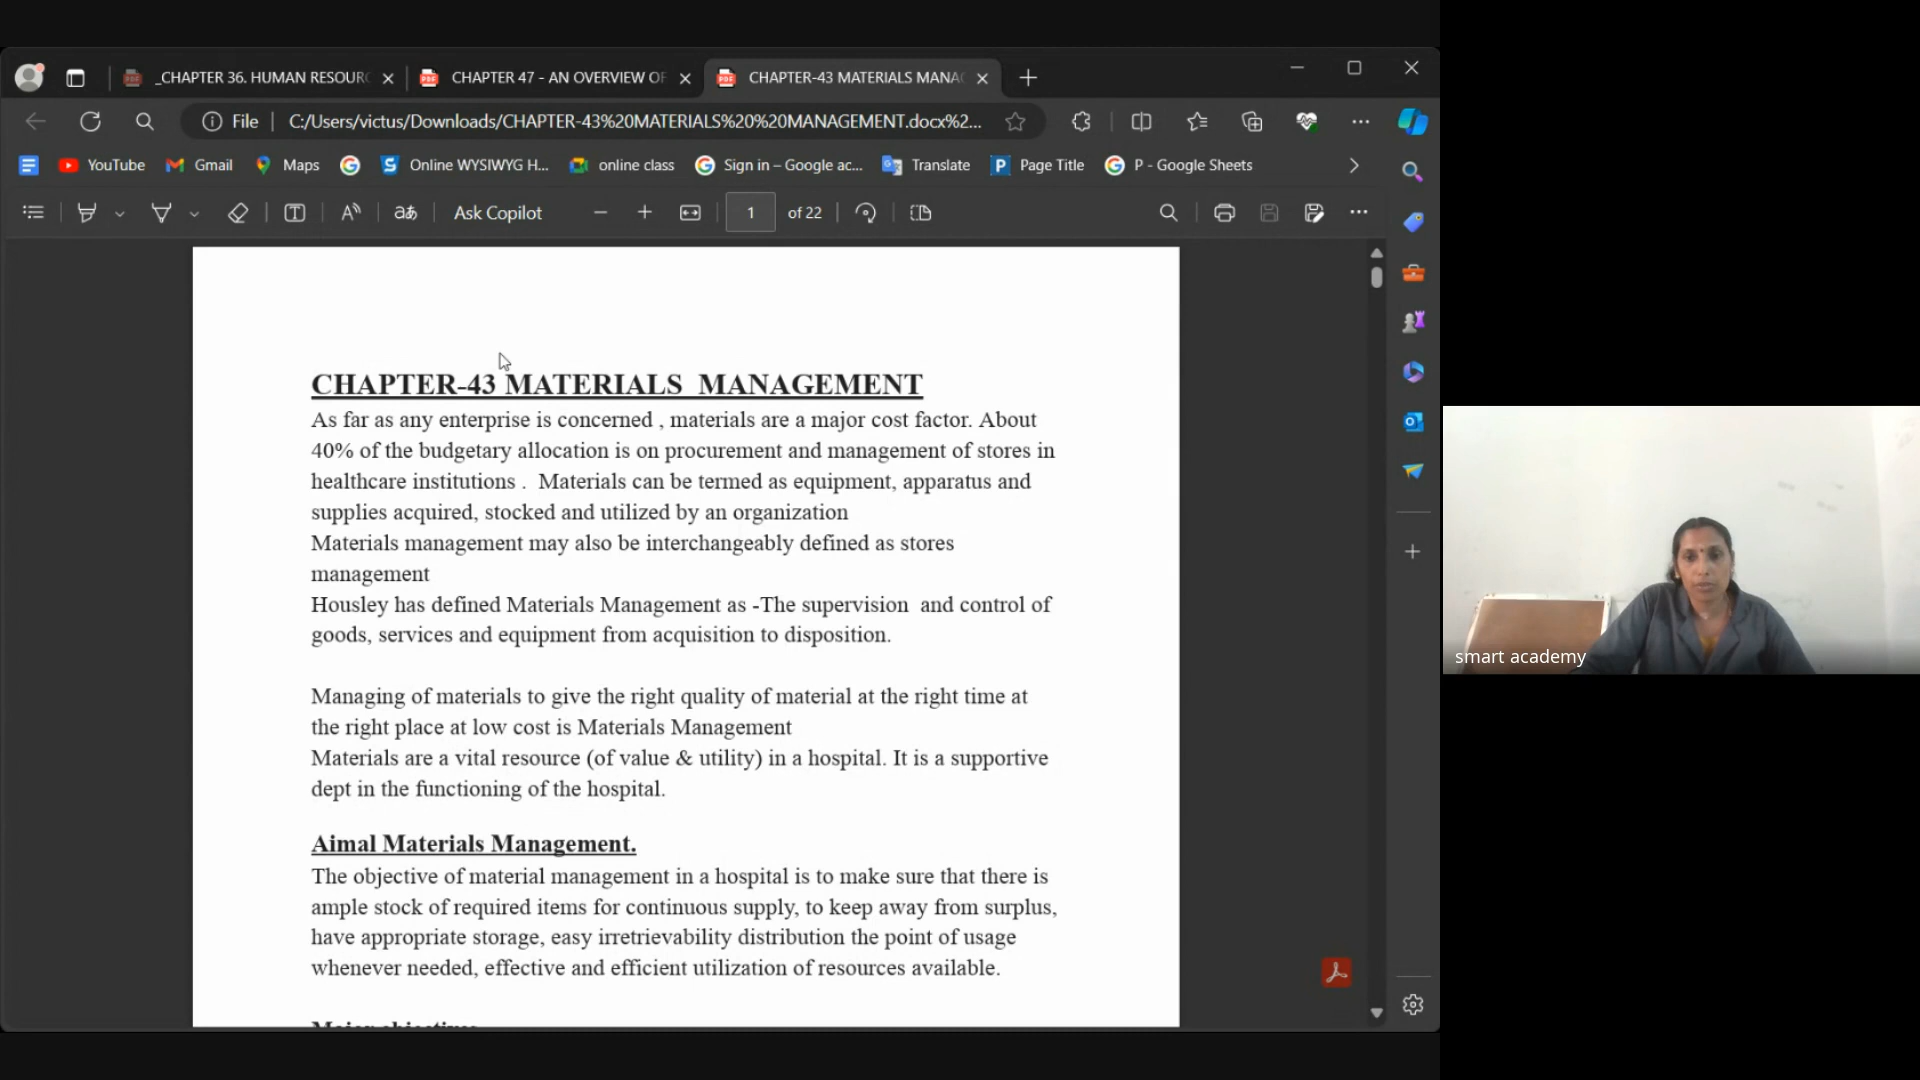 _CHAPTER 36. HUMAN RESOUR
CHAPTER 47 - AN OVERVIEW OF
CHAPTER-43 MATERIALS MANA
File
C:/Users/victus/Downloads/CHAPTER-43%20MATERIALS%20%20MANAGEMENT.docx%2...
YouTube
Gmail
Maps
Online WYSIWYG H...
online class
Sign in – Google ac...
Translate
Page Title
P - Google Sheets
Ask Copilot
1 of 22
CHAPTER-43 MATERIALS  MANAGEMENT
As far as any enterprise is concerned , materials are a major cost factor. About
40% of the budgetary allocation is on procurement and management of stores in
healthcare institutions .  Materials can be termed as equipment, apparatus and
supplies acquired, stocked and utilized by an organization
Materials management may also be interchangeably defined as stores
management
Housley has defined Materials Management as -The supervision  and control of
goods, services and equipment from acquisition to disposition.
Managing of materials to give the right quality of material at the right time at
the right place at low cost is Materials Management
Materials are a vital resource (of value & utility) in a hospital. It is a supportive
dept in the functioning of the hospital.
Aimal Materials Management.
The objective of material management in a hospital is to make sure that there is
ample stock of required items for continuous supply, to keep away from surplus,
have appropriate storage, easy irretrievability distribution the point of usage
whenever needed, effective and efficient utilization of resources available.
smart academy